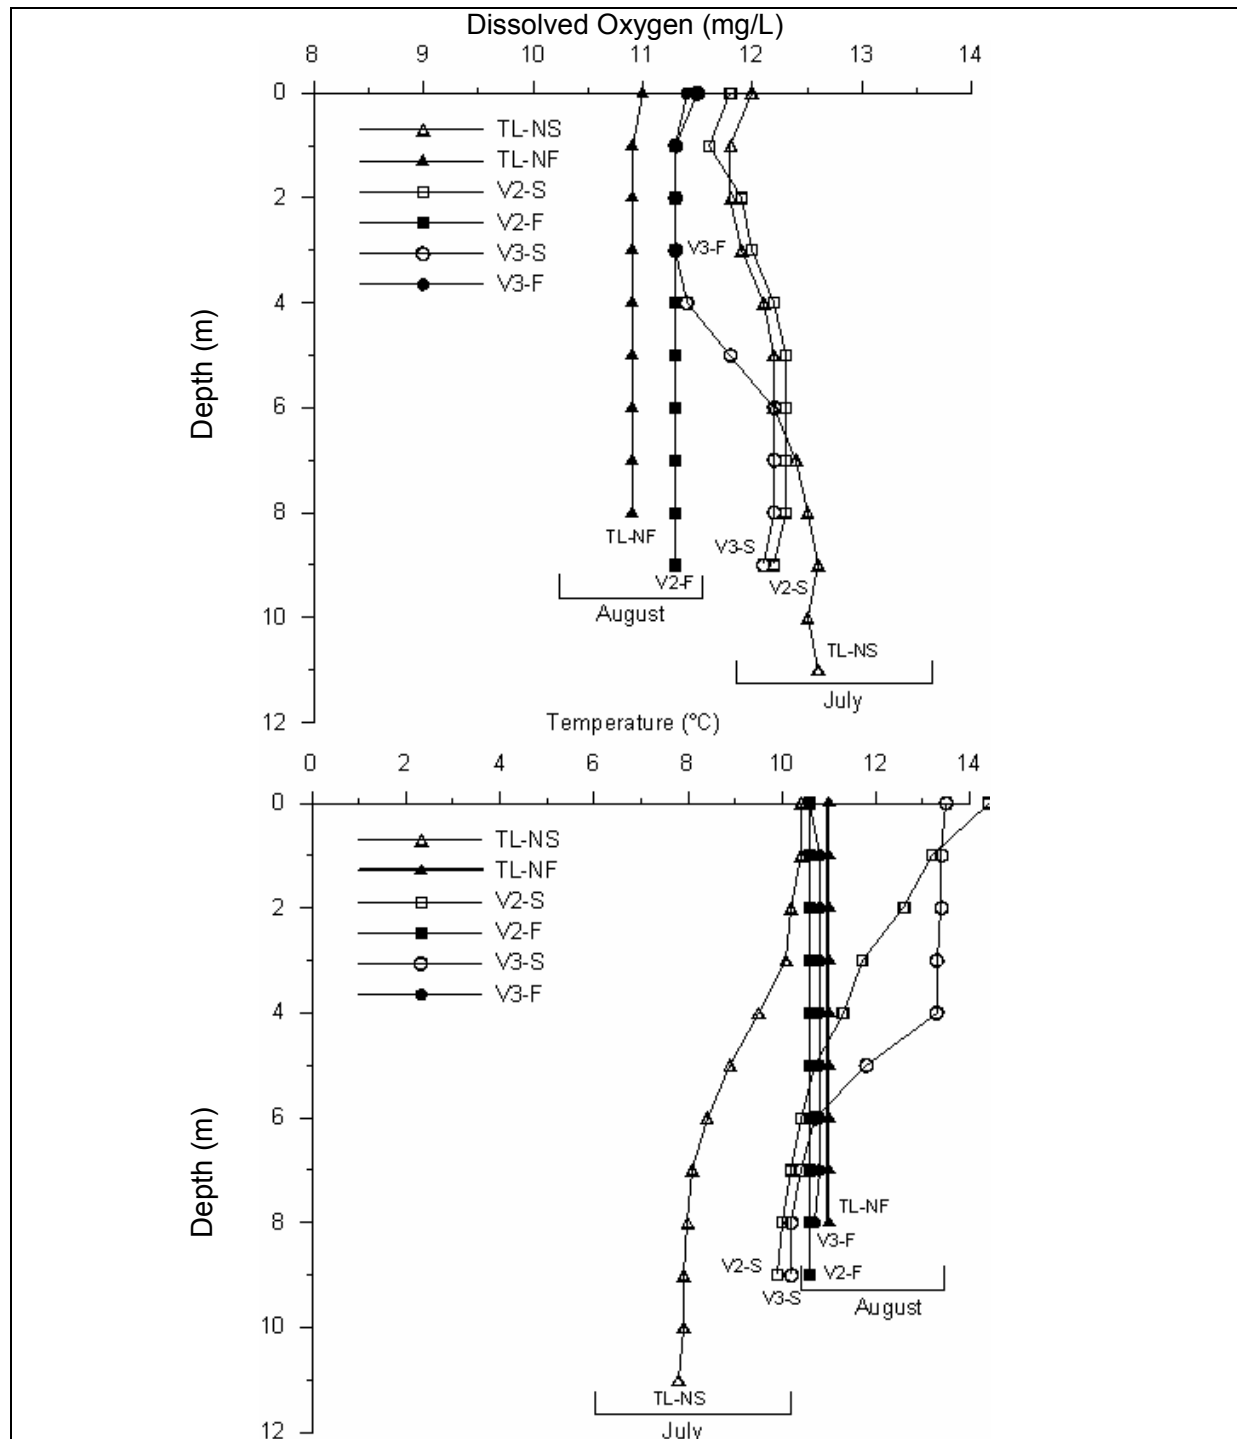 Dissolved Oxygen (mg/L)
8 9 10 11 12 13 14
0
TL-NS
TL-NF
2
V2-S
V2-F
V3-F
V3-S
V3-F
4
Depth (m)
6
8
TL-NF
V3-S
V2-F
V2-S
August
10
TL-NS
July
12
Temperature (°C)
0 2 4 6 8 10 12 14
0
TL-NS
TL-NF
2
V2-S
V2-F
V3-S
V3-F
4
Depth (m)
6
TL-NF
8
V3-F
V2-S
V2-F
V3-S
August
10
TL-NS
July
12